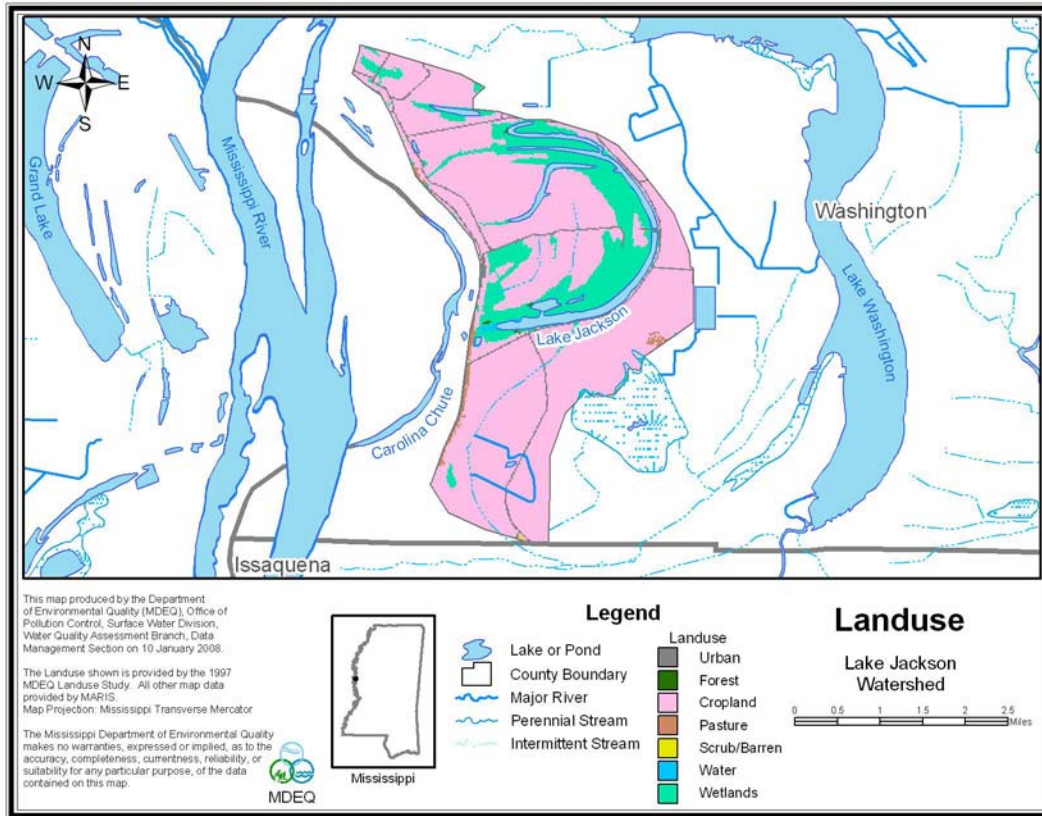 N
W E
S
Grand Lake
Mississippi River
Washington
Lake Washington
Lake Jackson
Carolina Chute
Issaquena
This map produced by the Department
of Environmental Quality (MDEQ), Office of
Pollution Control, Surface Water Division,
Water Quality Assessment Branch, Data
Management Section on 10 January 2008.
The Landuse shown is provided by the 1997
MDEQ Landuse Study. All other map data
provided by MARIS.
Map Projection: Mississippi Transverse Mercator
The Mississippi Department of Environmental Quality
makes no warranties, expressed or implied, as to the
accuracy, completeness, currentness, reliability, or
suitability for any particular purpose, of the data
contained on this map.
MDEQ
Mississippi
Legend
Lake or Pond
County Boundary
Major River
Perennial Stream
Intermittent Stream
Landuse
Urban
Forest
Cropland
Pasture
Scrub/Barren
Water
Wetlands
Landuse
Lake Jackson
Watershed
0 0.5 1 1.5 2 2.5
Miles